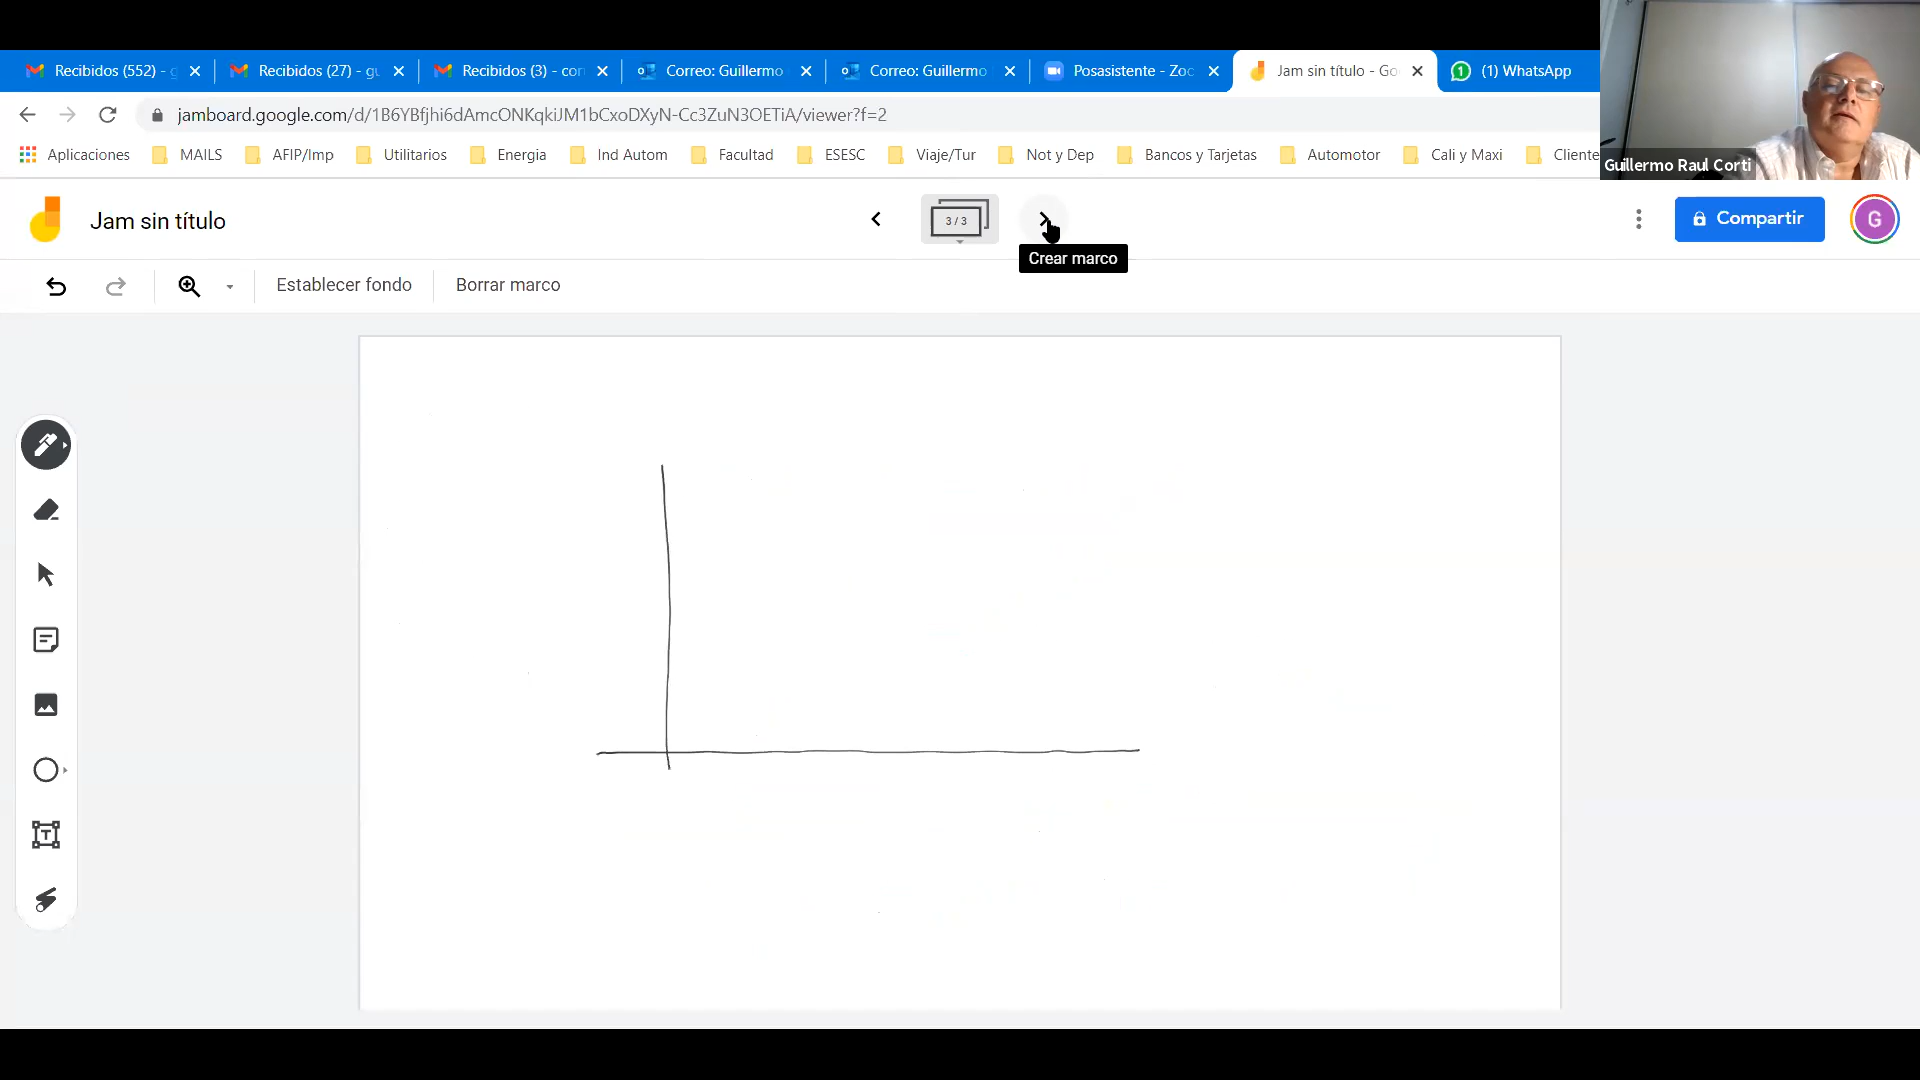 Recibidos (552) - g
Recibidos (27) - gu
Recibidos (3) - cor
Correo: Guillermo
Correo: Guillermo
Posasistente - Zoc
Jam sin título - Go
1 (1) WhatsApp
jamboard.google.com/d/1B6YBfjhi6dAmcONKqkiJM1bCxoDXyN-Cc3ZuN3OETiA/viewer?f=2
Aplicaciones
MAILS
AFIP/Imp
Utilitarios
Energia
Ind Autom
Facultad
ESESC
Viaje/Tur
Not y Dep
Bancos y Tarjetas
Automotor
Cali y Maxi
Cliente
Guillermo Raul Corti
Jam sin título
3 / 3
Compartir
G
Crear marco
Establecer fondo
Borrar marco
T